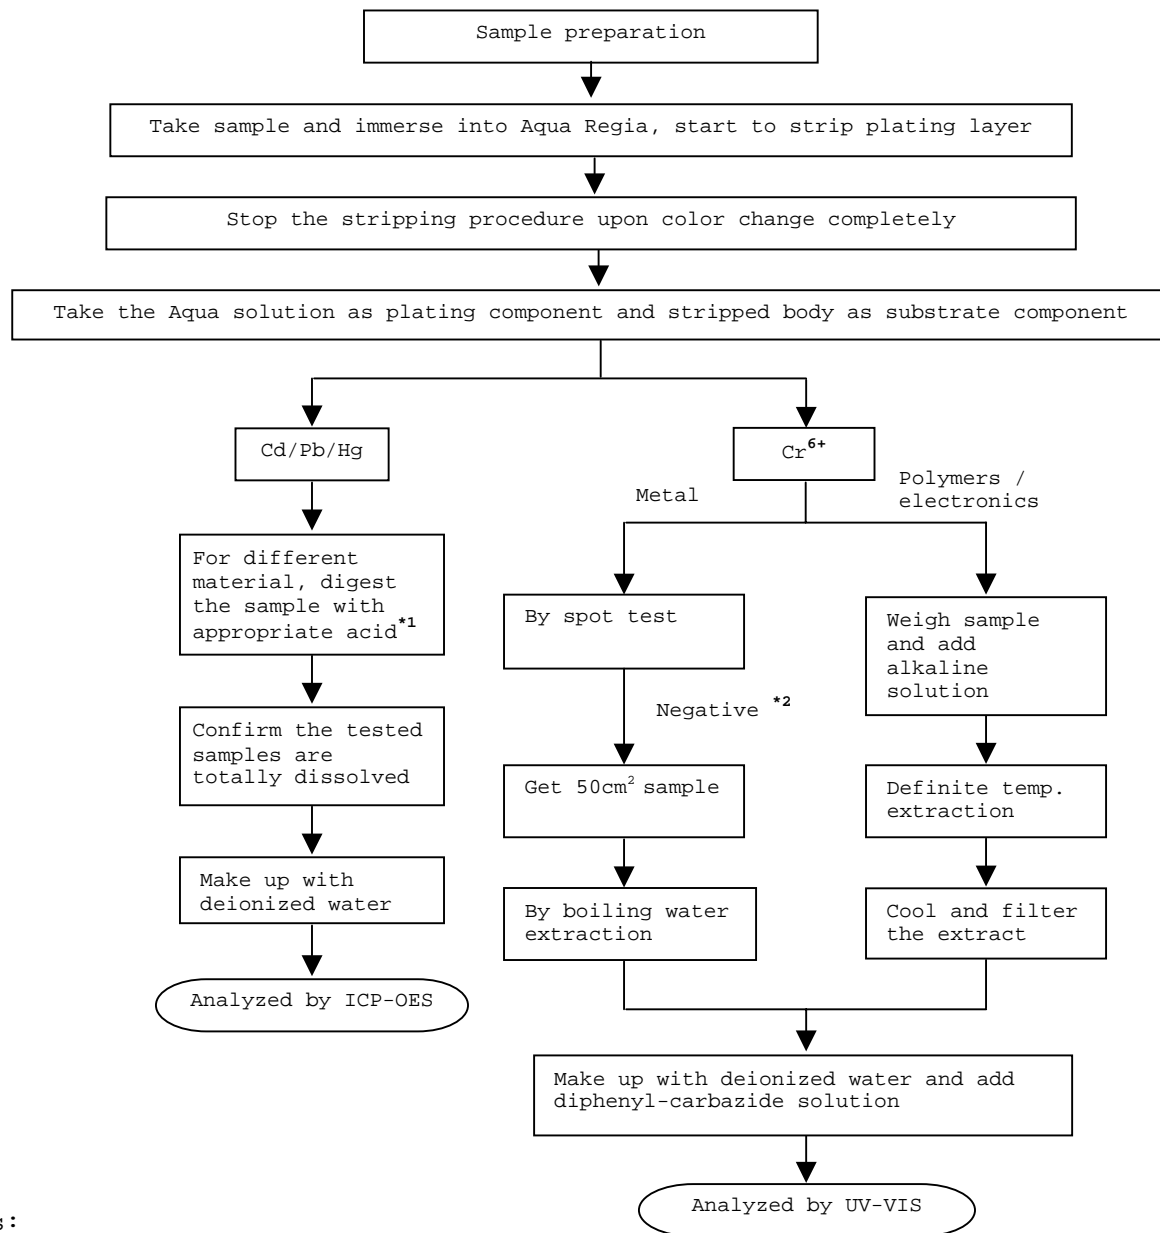 Sample preparation
Take sample and immerse into Aqua Regia, start to strip plating layer
Stop the stripping procedure upon color change completely
Take the Aqua solution as plating component and stripped body as substrate component
Cd/Pb/Hg
For different
material, digest
the sample with
appropriate acid*1
Confirm the tested
samples are
totally dissolved
Make up with
deionized water
Analyzed by ICP-OES
Cr6+
Metal
By spot test
Negative *2
Get 50cm2 sample
By boiling water
extraction
Polymers /
electronics
Weigh sample
and add
alkaline
solution
Definite temp.
extraction
Cool and filter
the extract
Make up with deionized water and add
diphenyl-carbazide solution
Analyzed by UV-VIS
s: